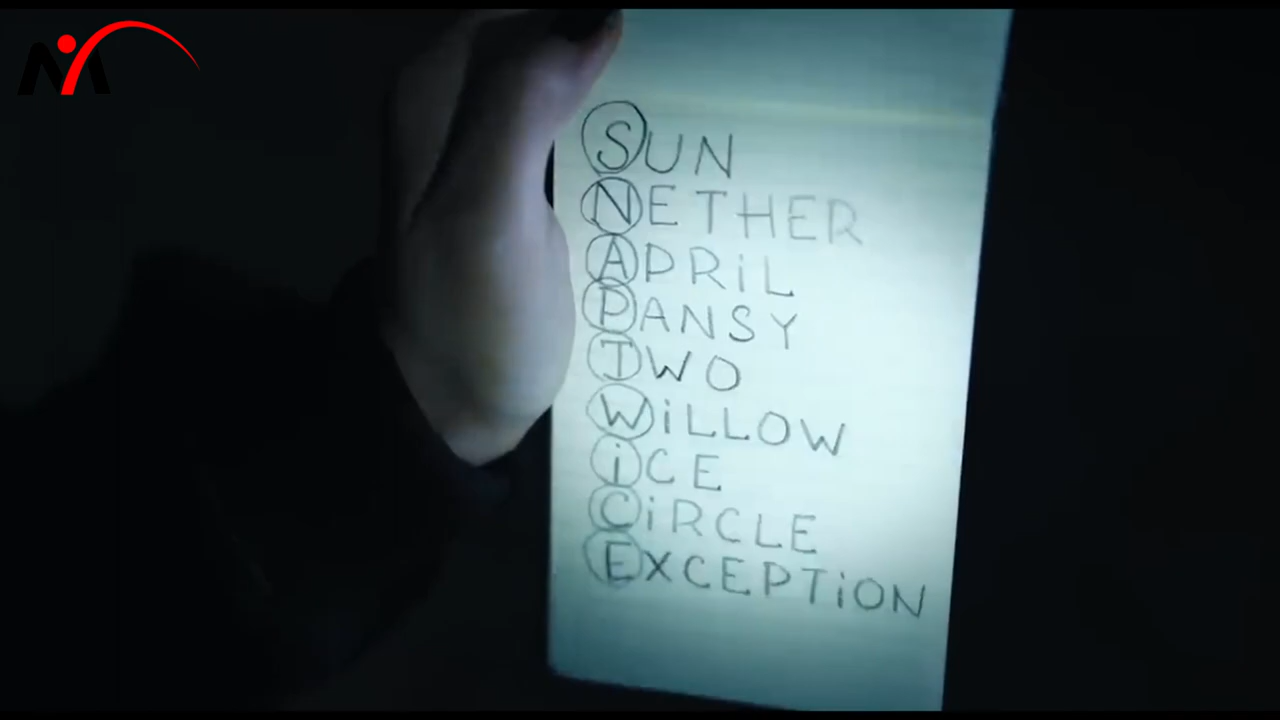 SUN
NETHER
APRiL
PANSY
TWO
WiLLOW
iCE
CiRCLE
EXCEPTiON